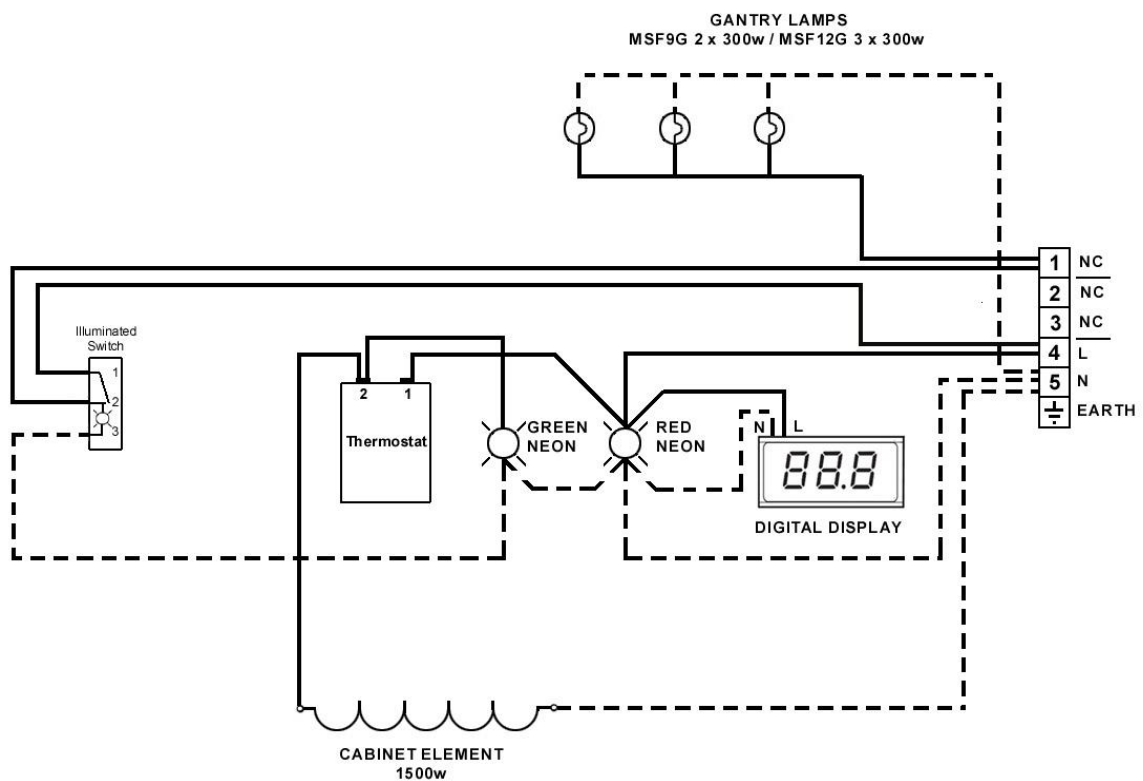 GANTRY LAMPS
MSF9G 2 x 300w / MSF12G 3 x 300w
1 NC
2 NC
3 NC
4 L
5 N
EARTH
Illuminated
Switch
1
2
3
2 1
Thermostat
GREEN
NEON
RED
NEON
N L
88.8
DIGITAL DISPLAY
CABINET ELEMENT
1500w